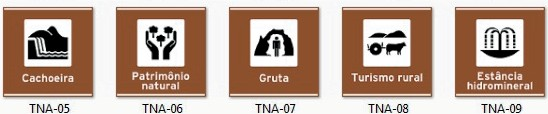 Cachoeira
Patrimônio
natural
Gruta
Turismo rural
Estância
hidromineral
TNA-05
TNA-06
TNA-07
TNA-08
TNA-09